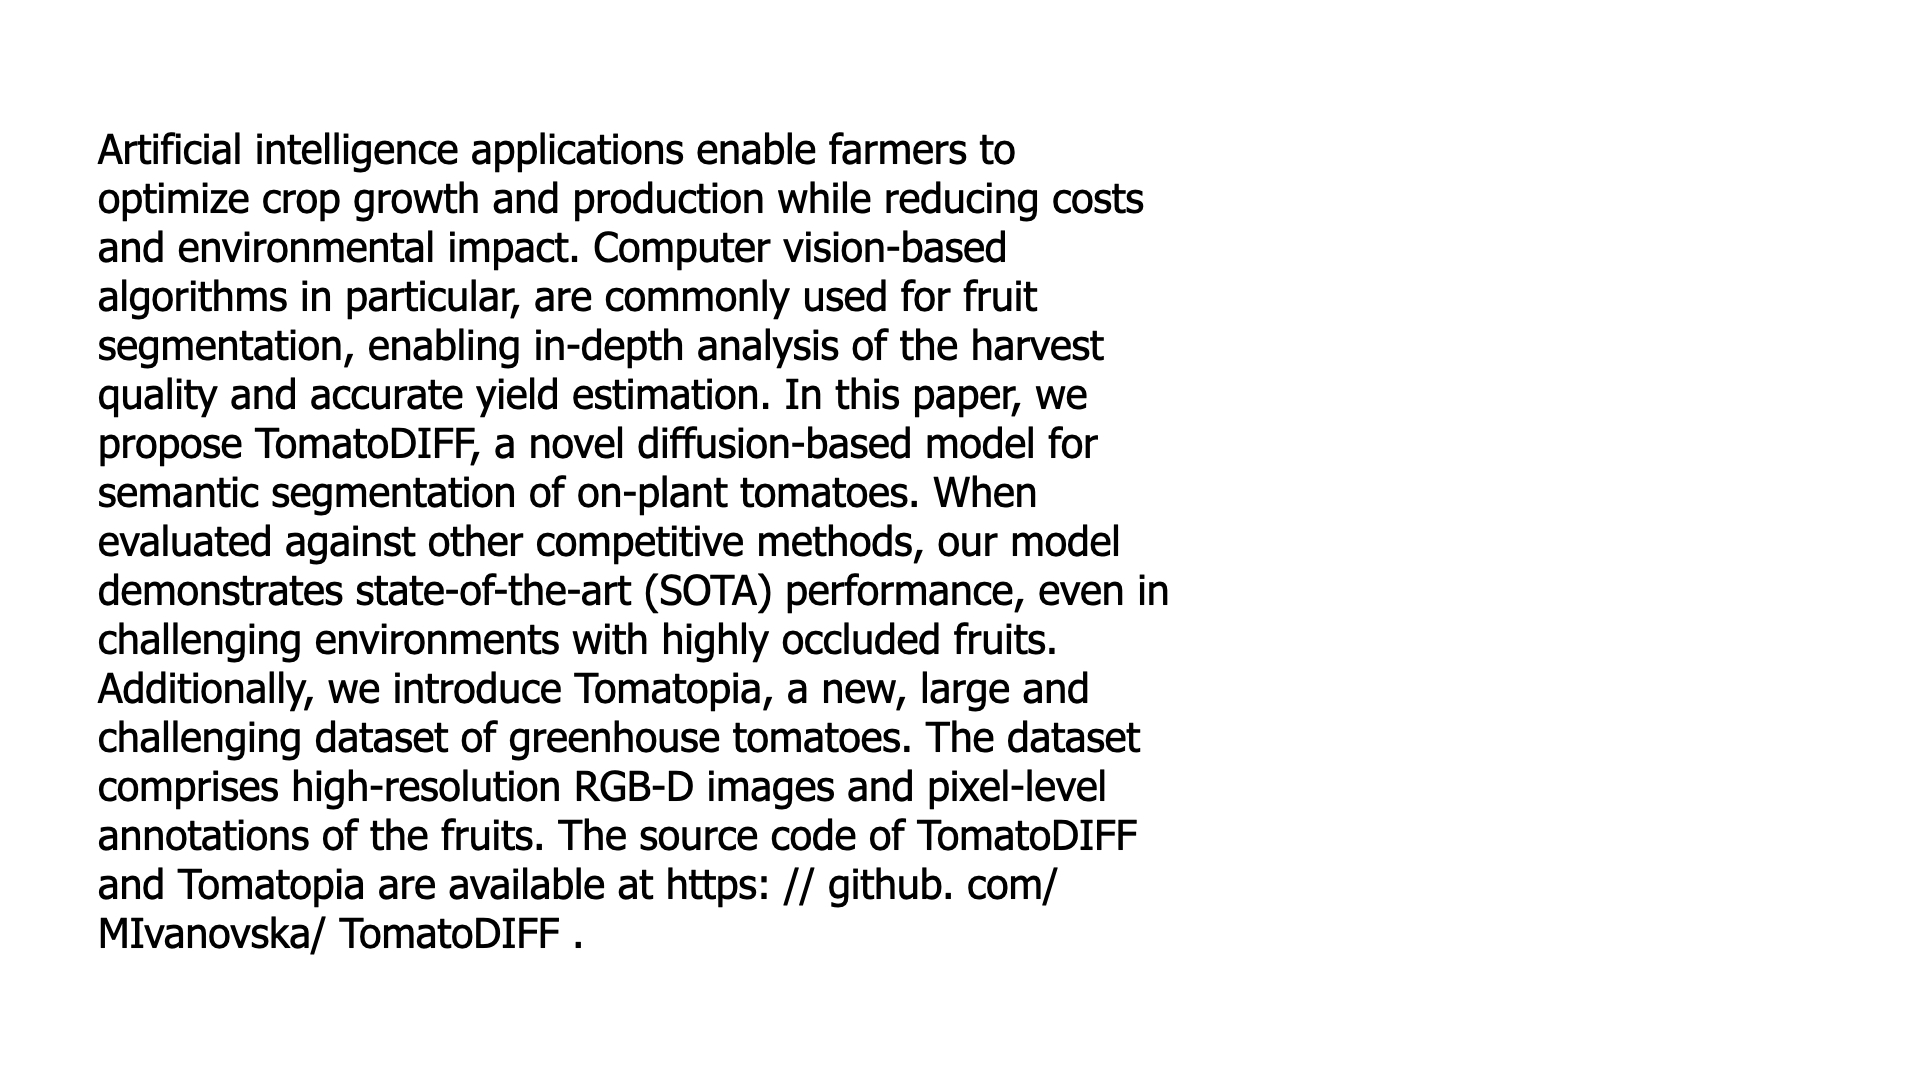 Artificial intelligence applications enable farmers to
optimize crop growth and production while reducing costs
and environmental impact. Computer vision-based
algorithms in particular, are commonly used for fruit
segmentation, enabling in-depth analysis of the harvest
quality and accurate yield estimation. In this paper, we
propose TomatoDIFF, a novel diffusion-based model for
semantic segmentation of on-plant tomatoes. When
evaluated against other competitive methods, our model
demonstrates state-of-the-art (SOTA) performance, even in
challenging environments with highly occluded fruits.
Additionally, we introduce Tomatopia, a new, large and
challenging dataset of greenhouse tomatoes. The dataset
comprises high-resolution RGB-D images and pixel-level
annotations of the fruits. The source code of TomatoDIFF
and Tomatopia are available at https: // github. com/
MIvanovska/ TomatoDIFF .